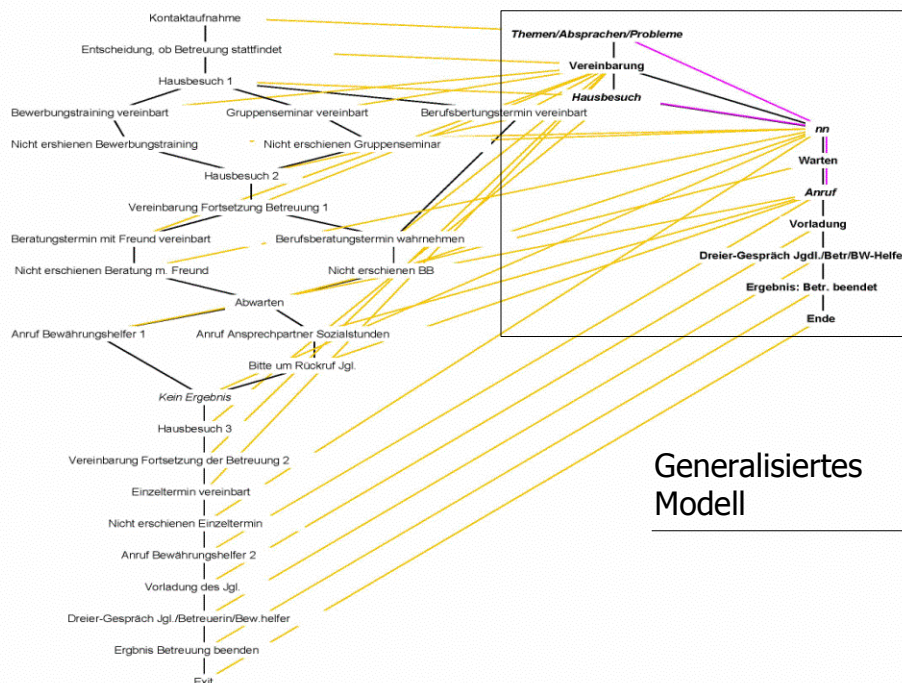 Kontaktaufnahme
Entscheidung, ob Betreuung stattfindet
Hausbesuch 1
Bewerbungstraining vereinbart
Gruppenseminar vereinbart
Berufsbertungstermin vereinbart
Nicht ershienen Bewerbungstraining
Nicht erschienen Gruppenseminar
Hausbesuch 2
Vereinbarung Fortsetzung Betreuung 1
Beratungstermin mit Freund vereinbart
Berufsberatungstermin wahrnehmen
Nicht erschienen Beratung m. Freund
Nicht erschienen BB
Abwarten
Anruf Bewährungshelfer 1
Anruf Ansprechpartner Sozialstunden
Bitte um Rückruf Jgl.
Kein Ergebnis
Hausbesuch 3
Vereinbarung Fortsetzung der Betreuung 2
Einzeltermin vereinbart
Nicht erschienen Einzeltermin
Anruf Bewährungshelfer 2
Vorladung des Jgl.
Dreier-Gespräch Jgl./Betreuerin/Bew.helfer
Ergbnis Betreuung beenden
Exit
Themen/Absprachen/Probleme
Vereinbarung
Hausbesuch
nn
Warten
Anruf
Vorladung
Dreier-Gespräch Jgdl./Betr/BW-Helfer
Ergebnis: Betr. beendet
Ende
Generalisiertes
Modell